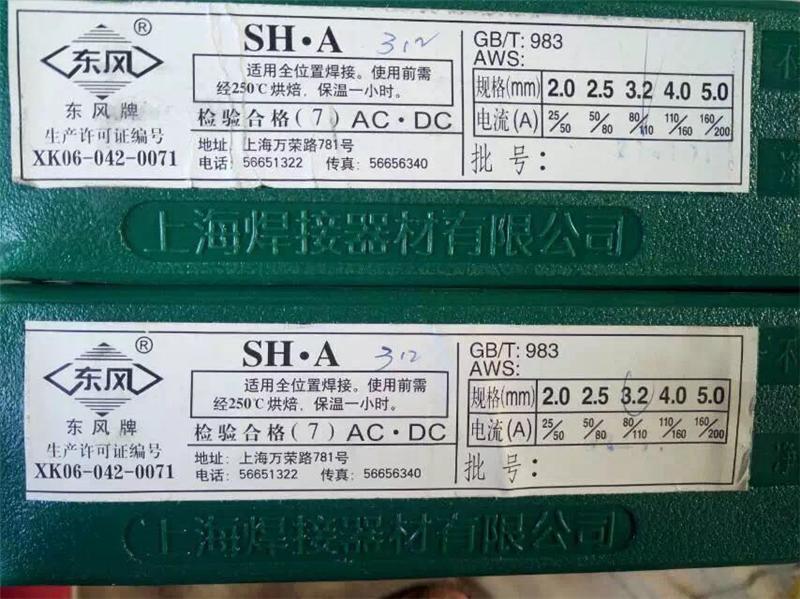 东风®
东风牌
生产许可证编号
XK06-042-0071
SH·A 312
适用全位置焊接。使用前需
经250℃烘焙,保温一小时。
检验合格(7) AC·DC
地址:上海万荣路781号
电话:56651322 传真:56656340
GB/T: 983
AWS:
规格(mm) 2.0 2.5 3.2 4.0 5.0
电流(A) 25/50 50/80 80/110 110/160 160/200
批号:
上海焊接器材有限公司
东风®
东风牌
生产许可证编号
XK06-042-0071
SH·A 312
适用全位置焊接。使用前需
经250℃烘焙,保温一小时。
检验合格(7) AC·DC
地址:上海万荣路781号
电话:56651322 传真:56656340
GB/T: 983
AWS:
规格(mm) 2.0 2.5 3.2 4.0 5.0
电流(A) 25/50 50/80 80/110 110/160 160/200
批号:
上海焊接器材有限公司